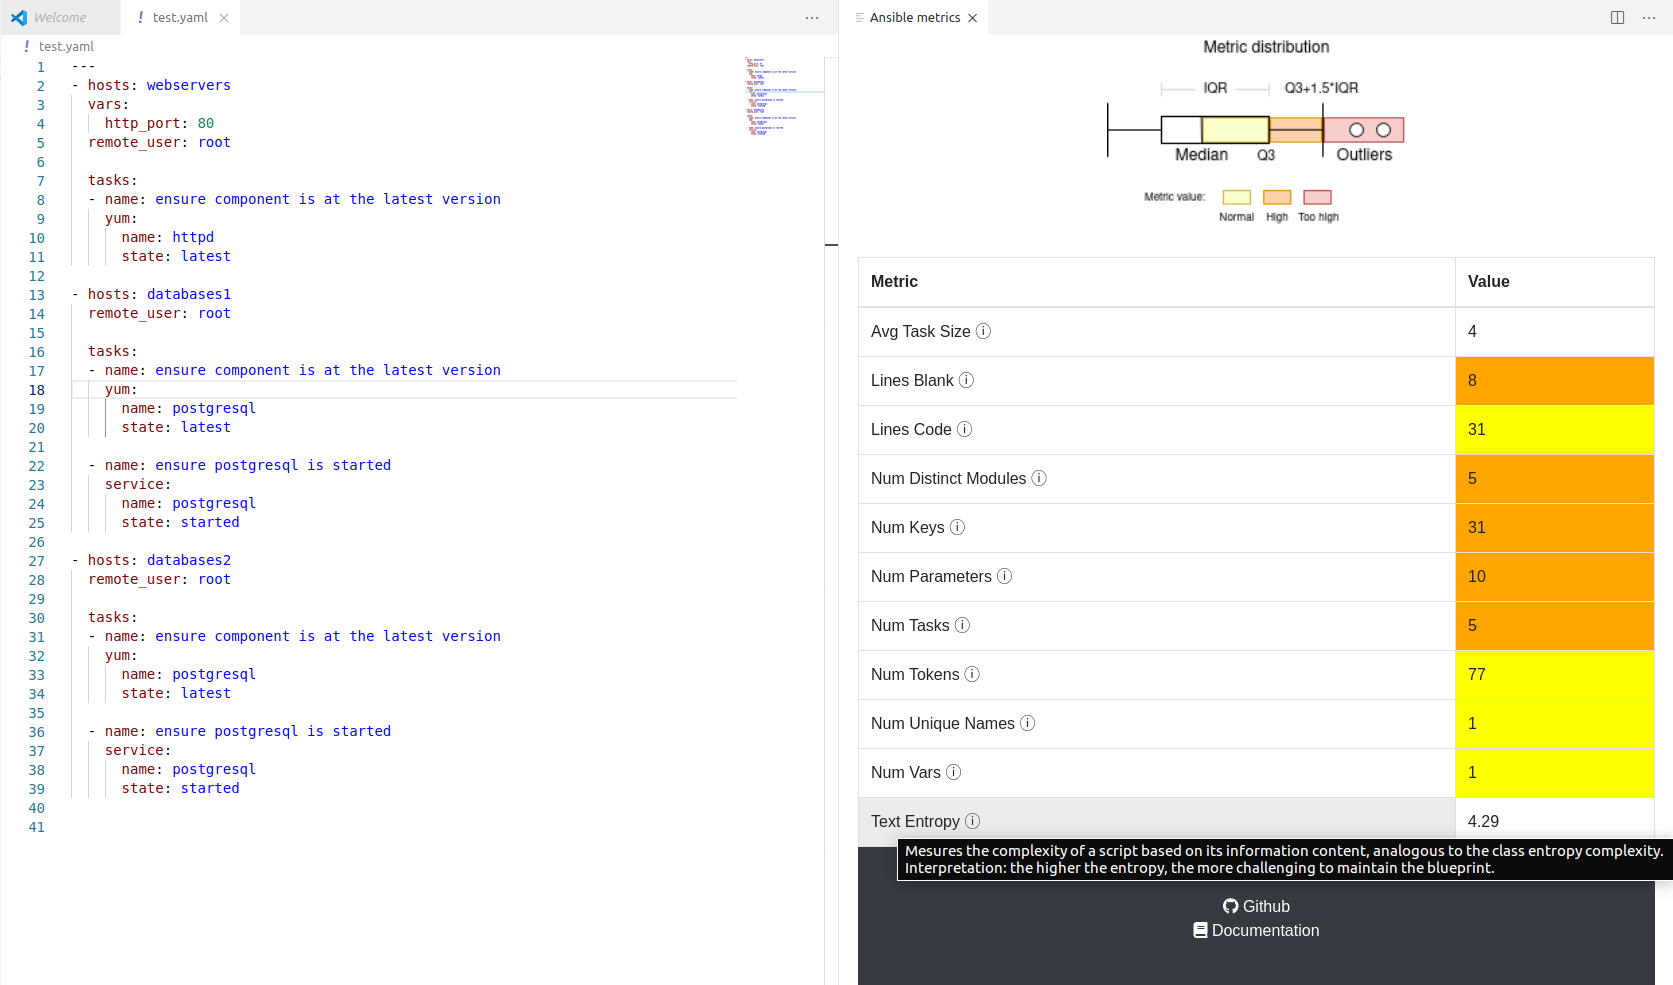 Welcome
! test.yaml
! test.yaml
1 ---
2 - hosts: webservers
3 vars:
4 http_port: 80
5 remote_user: root
6
7 tasks:
8 - name: ensure component is at the latest version
9 yum:
10 name: httpd
11 state: latest
12
13 - hosts: databases1
14 remote_user: root
15
16 tasks:
17 - name: ensure component is at the latest version
18 yum:
19 name: postgresql
20 state: latest
21
22 - name: ensure postgresql is started
23 service:
24 name: postgresql
25 state: started
26
27 - hosts: databases2
28 remote_user: root
29
30 tasks:
31 - name: ensure component is at the latest version
32 yum:
33 name: postgresql
34 state: latest
35
36 - name: ensure postgresql is started
37 service:
38 name: postgresql
39 state: started
40
41
Ansible metrics
Metric distribution
IQR Q3+1.5*IQR
Median Q3 Outliers
Metric value:
Normal High Too high
Metric Value
Avg Task Size 4
Lines Blank 8
Lines Code 31
Num Distinct Modules 5
Num Keys 31
Num Parameters 10
Num Tasks 5
Num Tokens 77
Num Unique Names 1
Num Vars 1
Text Entropy 4.29
Mesures the complexity of a script based on its information content, analogous to the class entropy complexity.
Interpretation: the higher the entropy, the more challenging to maintain the blueprint.
Github
Documentation